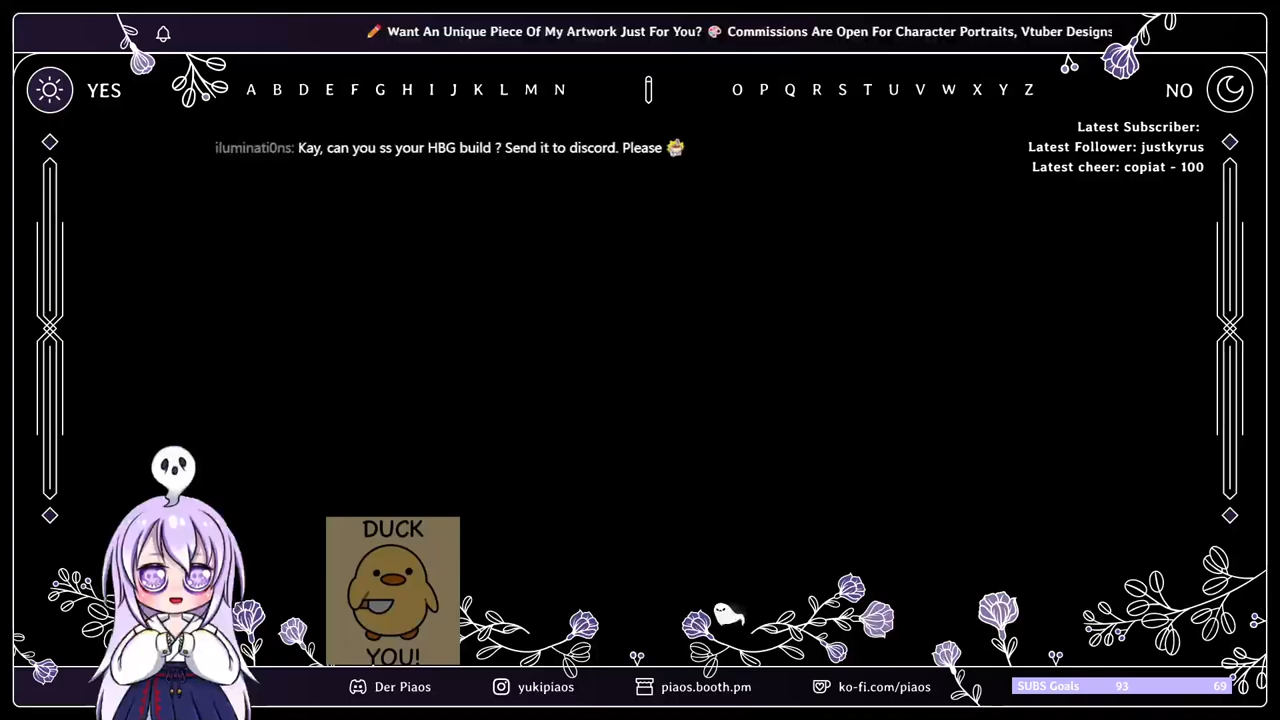 ✏️ Want An Unique Piece Of My Artwork Just For You? 🎨 Commissions Are Open For Character Portraits, Vtuber Designs
YES
A B D E F G H I J K L M N
O P Q R S T U V W X Y Z
NO
Latest Subscriber:
Latest Follower: justkyrus
Latest cheer: copiat - 100
iluminati0ns: Kay, can you ss your HBG build ? Send it to discord. Please
DUCK
YOU!
Der Piaos
yukipiaos
piaos.booth.pm
ko-fi.com/piaos
SUBS Goals 93 69